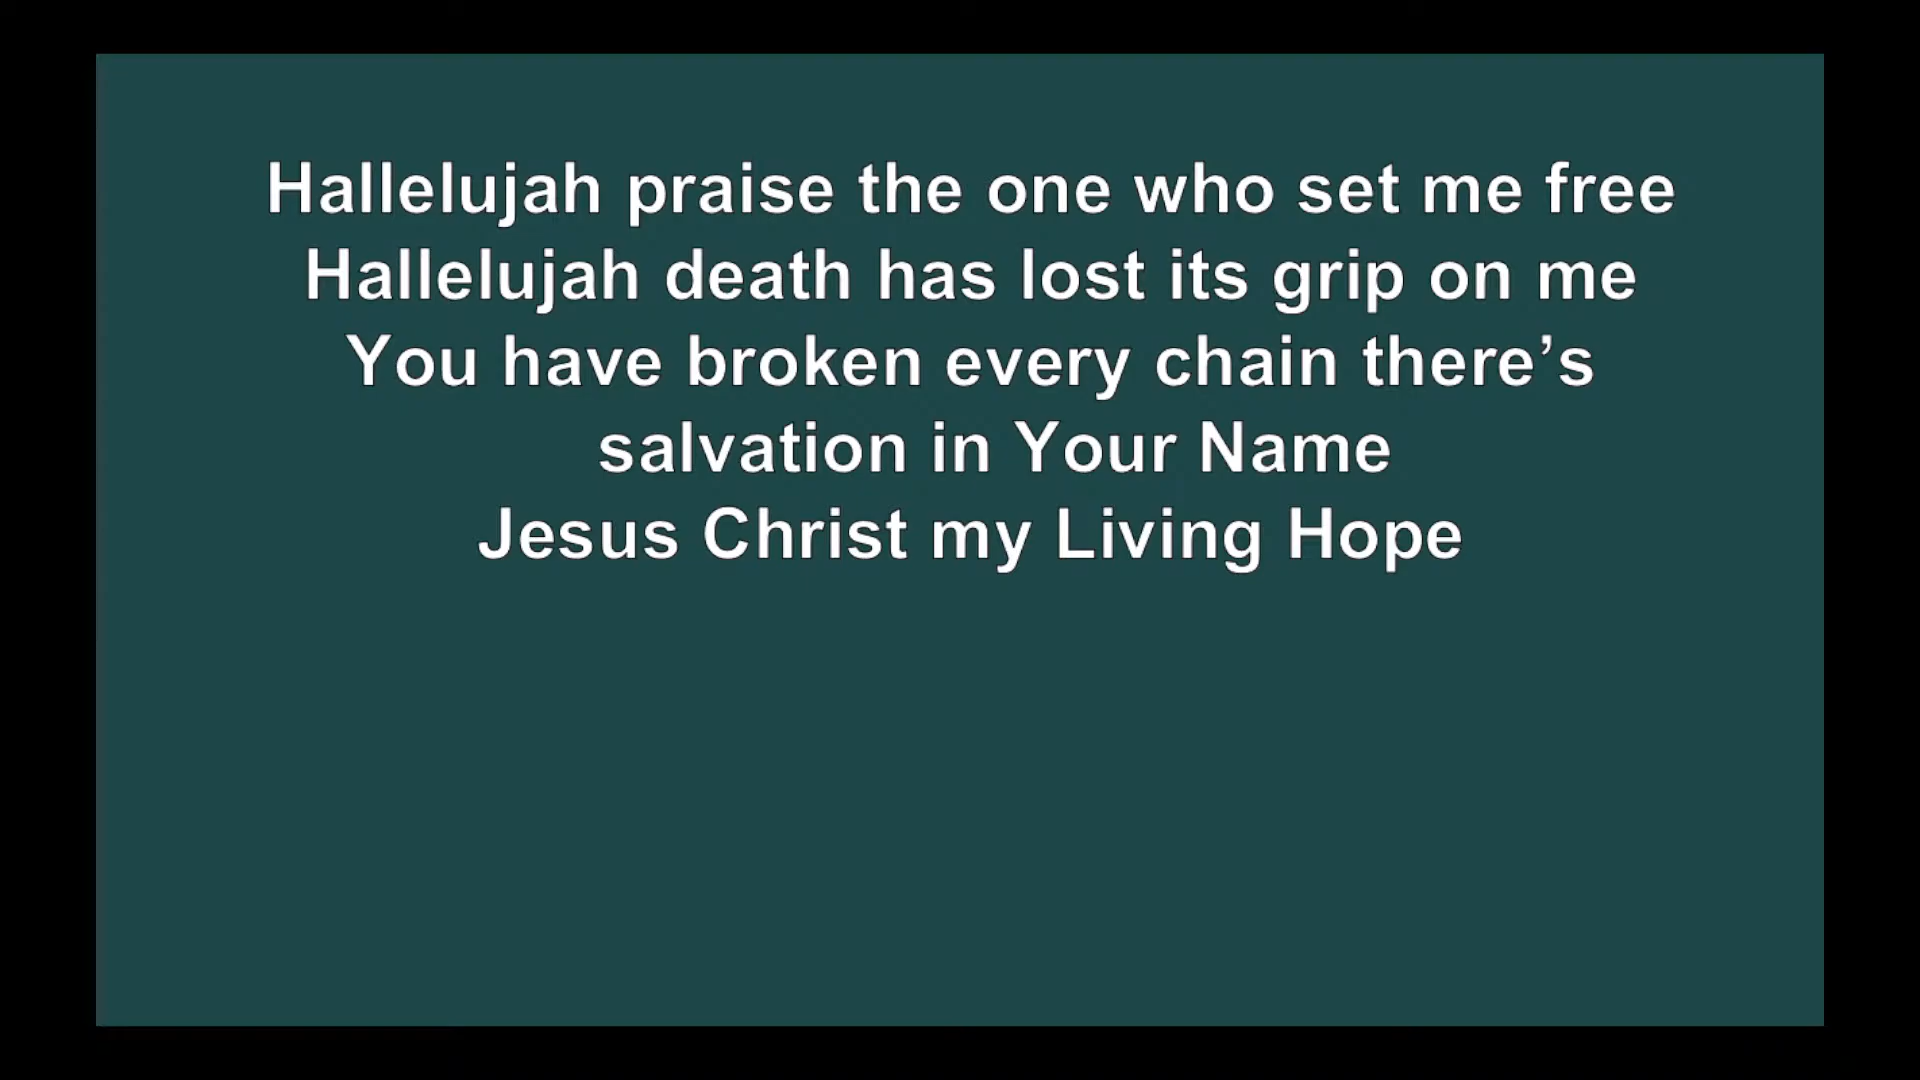 Hallelujah praise the one who set me free
Hallelujah death has lost its grip on me
You have broken every chain there’s
salvation in Your Name
Jesus Christ my Living Hope